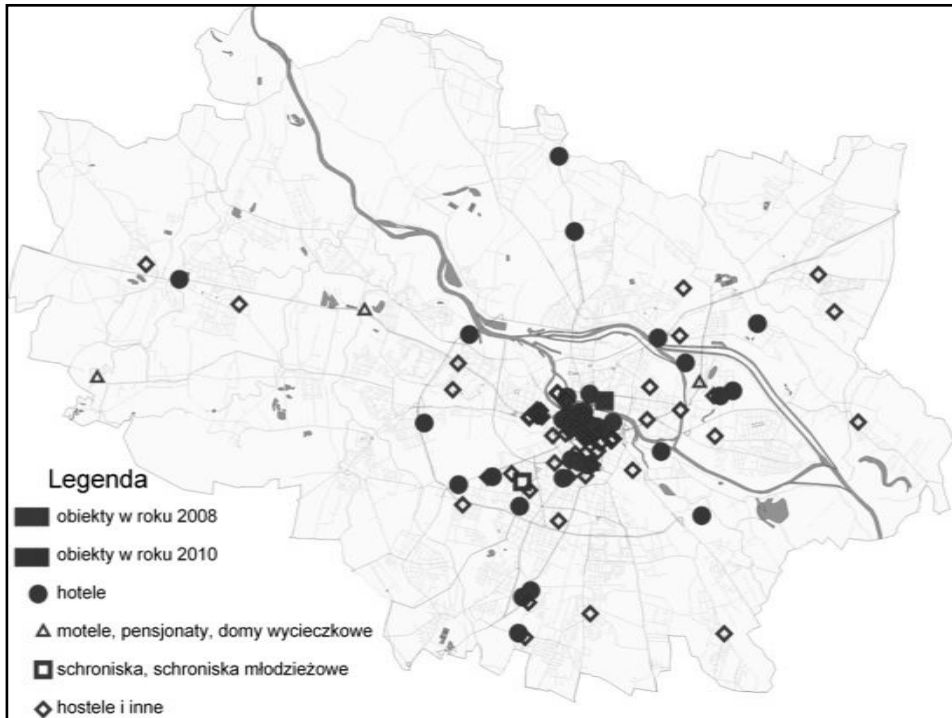 Legenda
obiekty w roku 2008
obiekty w roku 2010
hotele
motele, pensjonaty, domy wycieczkowe
schroniska, schroniska młodzieżowe
hostele i inne